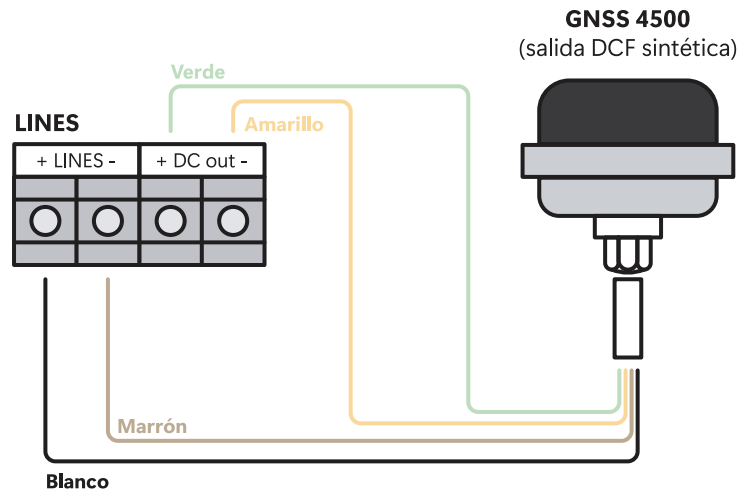 GNSS 4500
(salida DCF sintética)
Verde
Amarillo
LINES
+ LINES -
+ DC out -
Marrón
Blanco